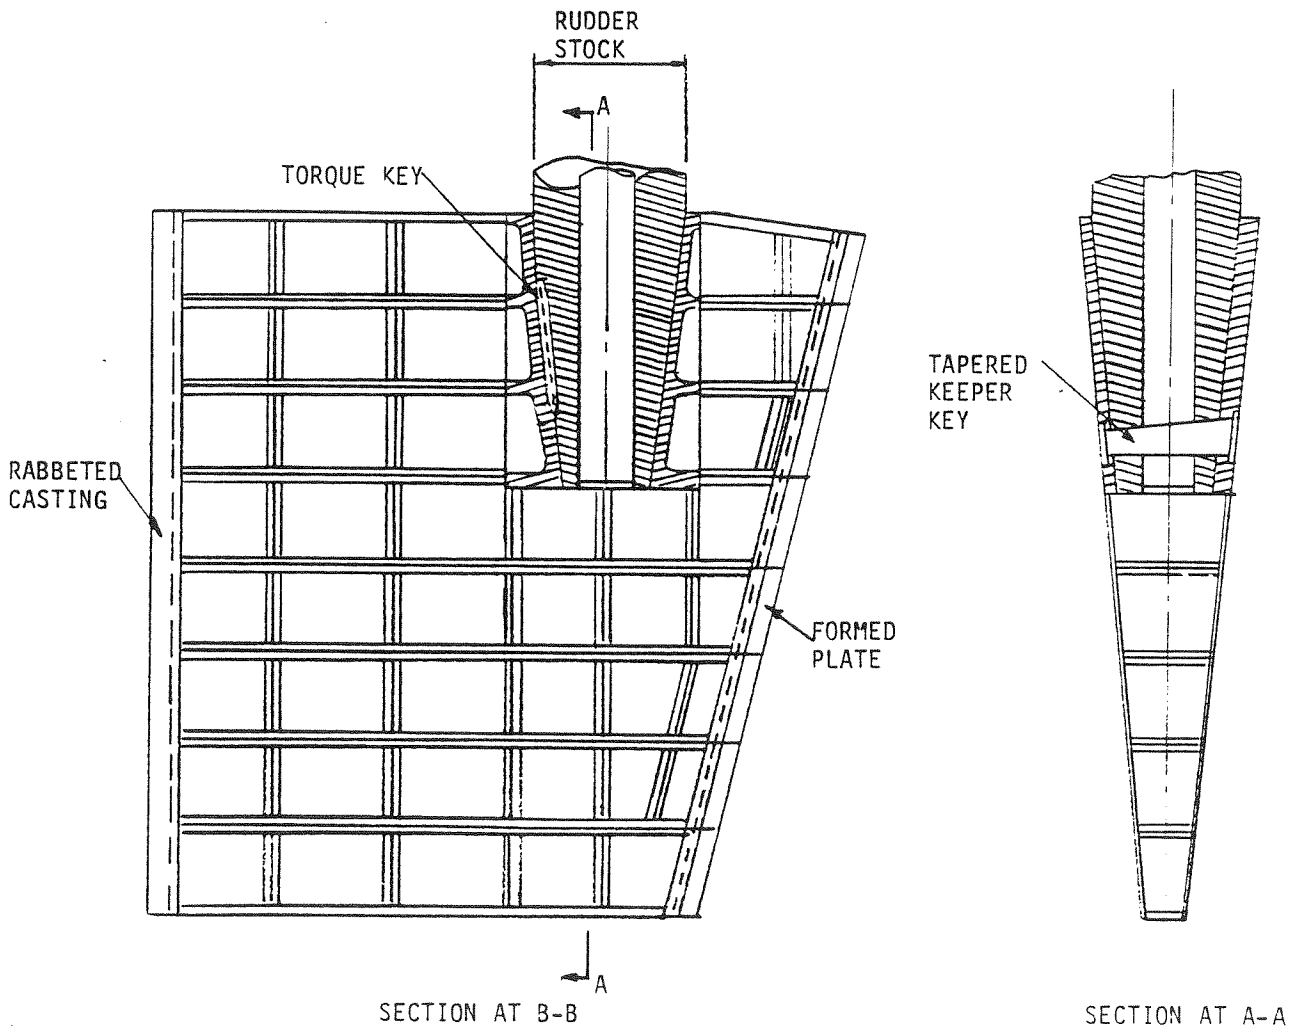 RUDDER
STOCK
A
TORQUE KEY
TAPERED
KEEPER
KEY
RABBETED
CASTING
FORMED
PLATE
A
SECTION AT B-B
SECTION AT A-A